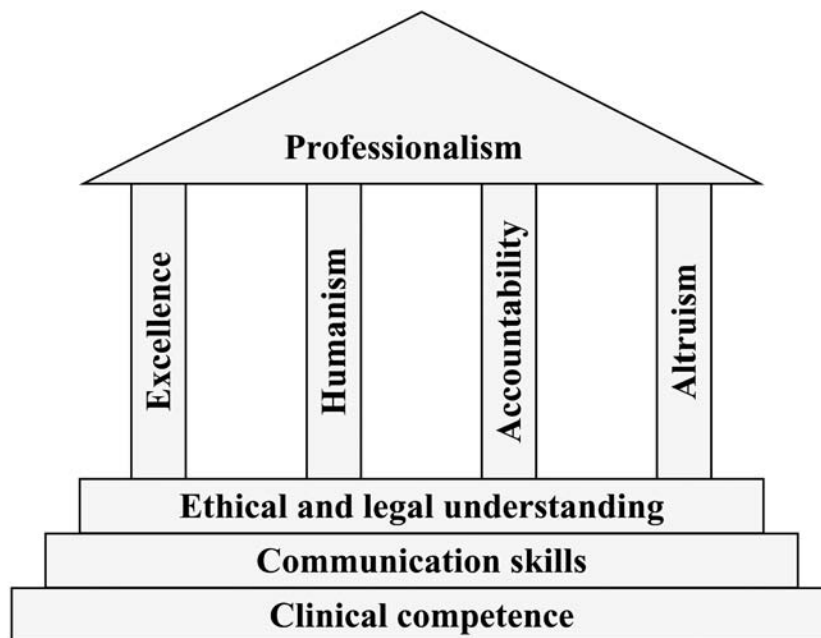 Professionalism
Excellence
Humanism
Accountability
Altruism
Ethical and legal understanding
Communication skills
Clinical competence